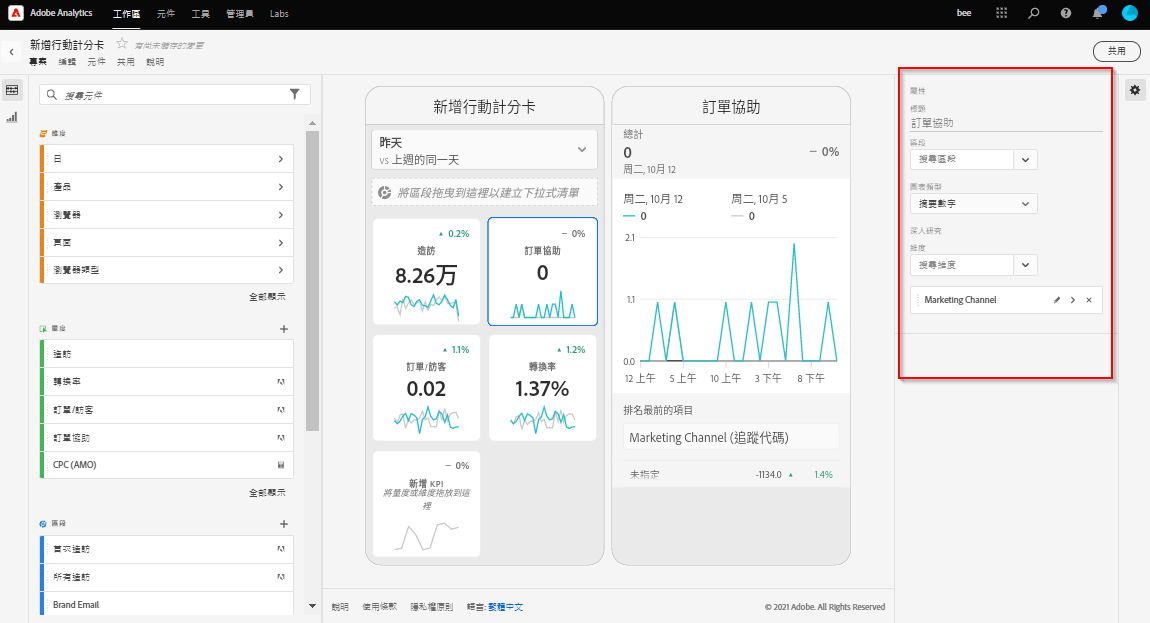 Adobe Analytics 工作區 元件 工具 管理員 Labs bee
新增行動計分卡 有尚未儲存的變更
專案 編輯 元件 共用 說明
共用
搜尋元件
維度
日
產品
瀏覽器
頁面
瀏覽器類型
全部顯示
量度
造訪
轉換率
訂單/訪客
訂單協助
CPC (AMO)
全部顯示
區段
首次造訪
所有造訪
Brand Email
新增行動計分卡
昨天
vs 上週的同一天
將區段拖曳到這裡以建立下拉式清單
0.2%
造訪
8.26万
– 0%
訂單協助
0
1.1%
訂單/訪客
0.02
1.2%
轉換率
1.37%
– 0%
新增 KPI
將量度或維度拖放到這
裡
訂單協助
總計
0 – 0%
周二, 10月 12
周二, 10月 12 周二, 10月 5
0 0
2.1
1.1
0.0
12 上午 5 上午 10 上午 3 下午 8 下午
排名最前的項目
Marketing Channel (追蹤代碼)
未指定 -1134.0 1.4%
屬性
標題
訂單協助
區段
搜尋區段
圖表類型
摘要數字
深入研究
維度
搜尋維度
Marketing Channel
說明 使用條款 隱私權原則 語言: 繁體中文 © 2021 Adobe. All Rights Reserved